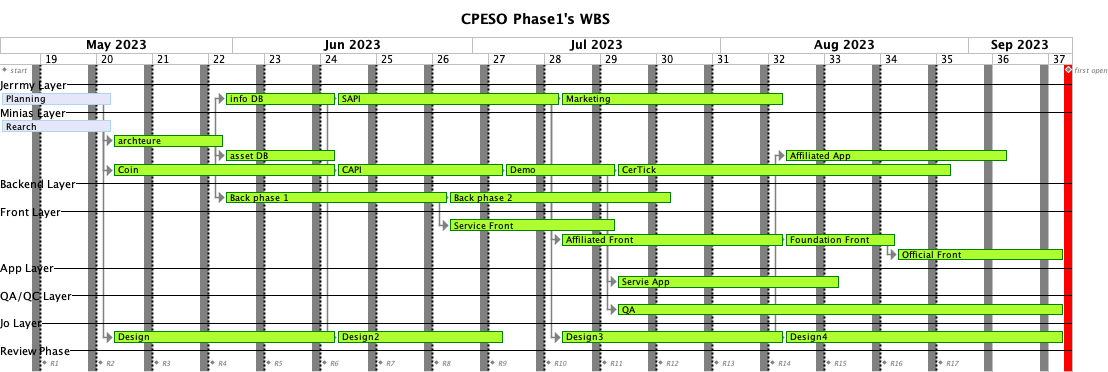 CPESO Phase1's WBS
May 2023 Jun 2023 Jul 2023 Aug 2023 Sep 2023
19 20 21 22 23 24 25 26 27 28 29 30 31 32 33 34 35 36 37
start first open
Jerrmy Layer
Planning info DB SAPI Marketing
Minias Layer
Rearch
archteure
asset DB Affiliated App
Coin CAPI Demo CerTick
Backend Layer
Back phase 1 Back phase 2
Front Layer
Service Front
Affiliated Front Foundation Front
Official Front
App Layer
Servie App
QA/QC Layer
QA
Jo Layer
Design Design2 Design3 Design4
Review Phase
R1 R2 R3 R4 R5 R6 R7 R8 R9 R10 R11 R12 R13 R14 R15 R16 R17